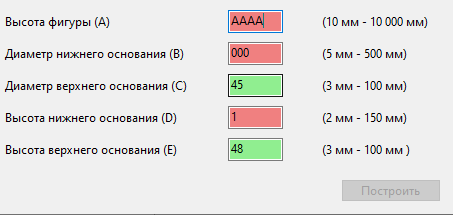 Высота фигуры (A) AAAA (10 мм - 10 000 мм)
Диаметр нижнего основания (B) 000 (5 мм - 500 мм)
Диаметр верхнего основания (C) 45 (3 мм - 100 мм)
Высота нижнего основания (D) 1 (2 мм - 150 мм)
Высота верхнего основания (E) 48 (3 мм - 100 мм )
Построить